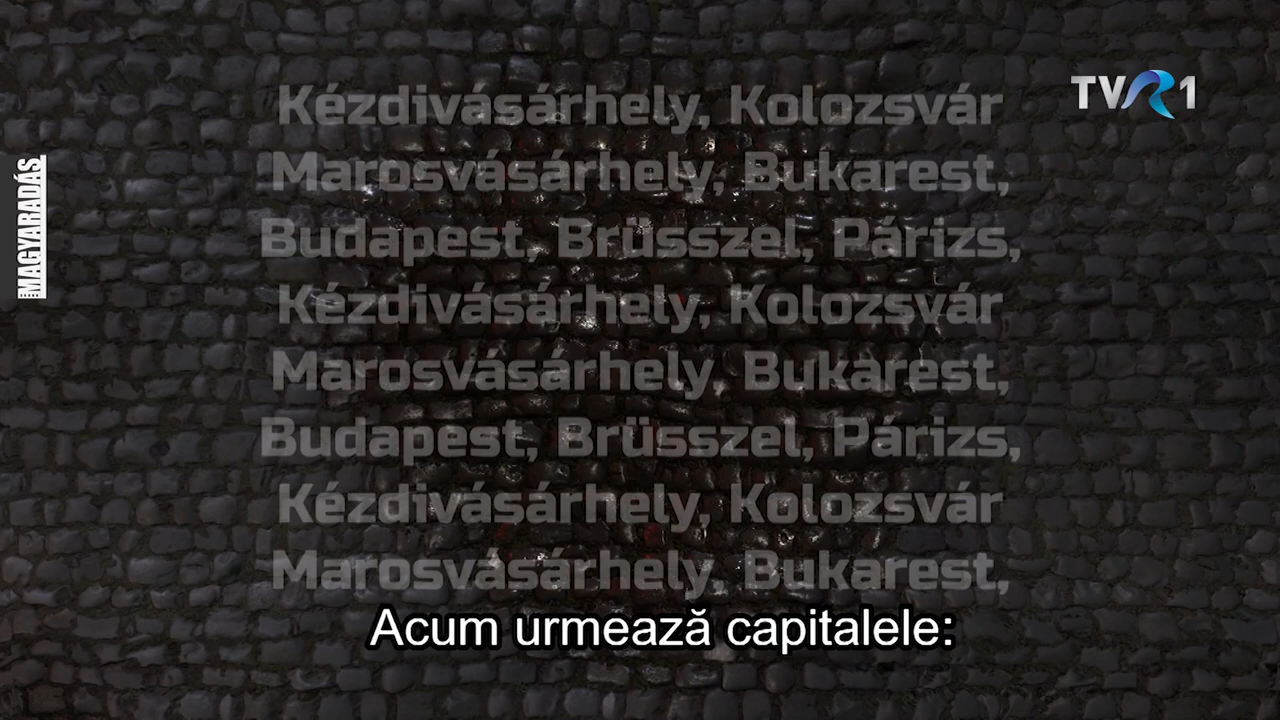 TVR1
MAGYARADÁS
Kézdivásárhely, Kolozsvár
Marosvásárhely, Bukarest,
Budapest, Brüsszel, Párizs,
Kézdivásárhely, Kolozsvár
Marosvásárhely, Bukarest,
Budapest, Brüsszel, Párizs,
Kézdivásárhely, Kolozsvár
Marosvásárhely, Bukarest,
Acum urmează capitalele: